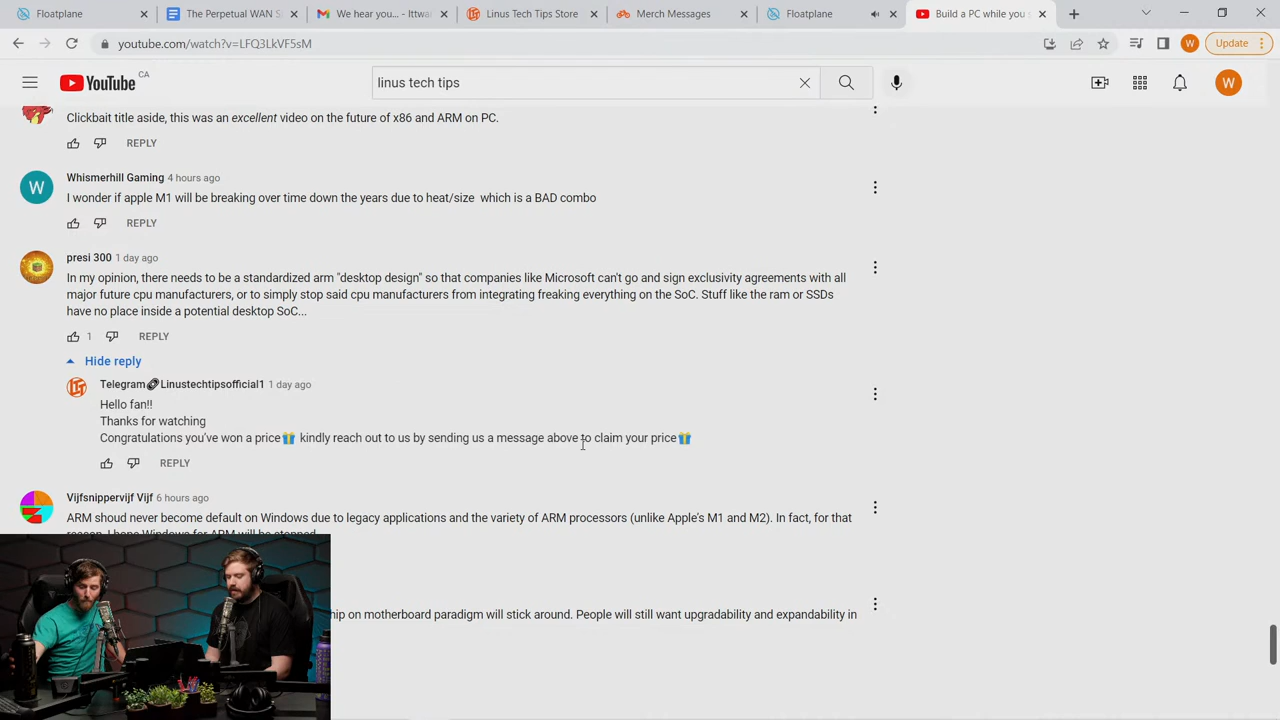 Floatplane
The Perpetual WAN S
We hear you... - lttwa
Linus Tech Tips Store
Merch Messages
Floatplane
Build a PC while you s
youtube.com/watch?v=LFQ3LkVF5sM
W
Update
YouTube
CA
linus tech tips
W
Clickbait title aside, this was an excellent video on the future of x86 and ARM on PC.
REPLY
W
Whismerhill Gaming 4 hours ago
I wonder if apple M1 will be breaking over time down the years due to heat/size which is a BAD combo
REPLY
presi 300 1 day ago
In my opinion, there needs to be a standardized arm "desktop design" so that companies like Microsoft can't go and sign exclusivity agreements with all
major future cpu manufacturers, or to simply stop said cpu manufacturers from integrating freaking everything on the SoC. Stuff like the ram or SSDs
have no place inside a potential desktop SoC...
1 REPLY
Hide reply
Telegram🔗Linustechtipsofficial1 1 day ago
Hello fan!!
Thanks for watching
Congratulations you've won a price🎁 kindly reach out to us by sending us a message above to claim your price🎁
REPLY
Vijfsnippervijf Vijf 6 hours ago
ARM shoud never become default on Windows due to legacy applications and the variety of ARM processors (unlike Apple's M1 and M2). In fact, for that
reason, I hope Windows for ARM will be stopped
hip on motherboard paradigm will stick around. People will still want upgradability and expandability in